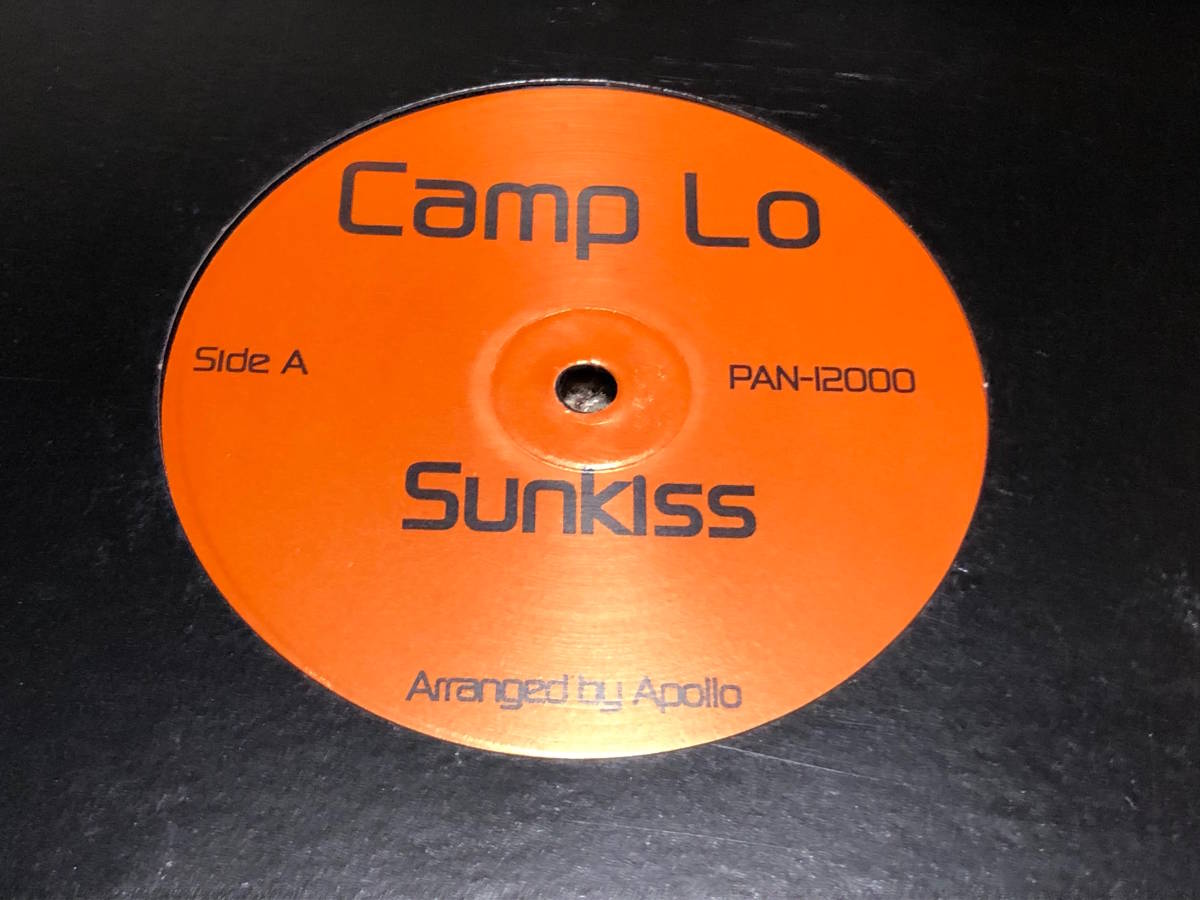 Camp Lo
Side A
PAN-12000
Sunkiss
Arranged by Apollo